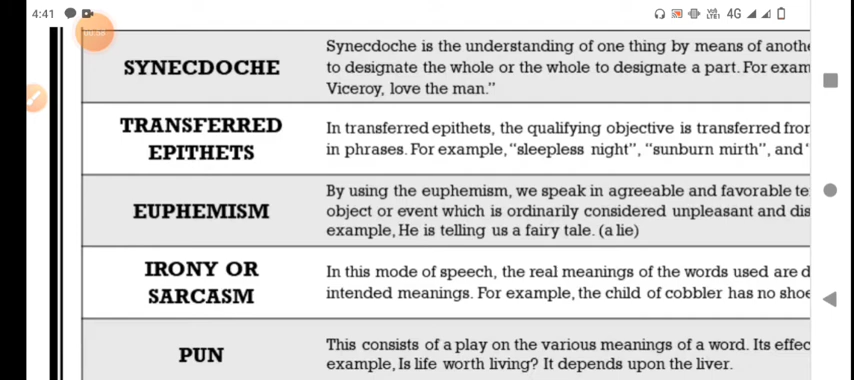 4:41
4G
00:58
SYNECDOCHE
Synecdoche is the understanding of one thing by means of anothe
to designate the whole or the whole to designate a part. For exam
Viceroy, love the man."
TRANSFERRED
EPITHETS
In transferred epithets, the qualifying objective is transferred fror
in phrases. For example, "sleepless night", "sunburn mirth", and
EUPHEMISM
By using the euphemism, we speak in agreeable and favorable te
object or event which is ordinarily considered unpleasant and dis
example, He is telling us a fairy tale. (a lie)
IRONY OR
SARCASM
In this mode of speech, the real meanings of the words used are d
intended meanings. For example, the child of cobbler has no shoe
PUN
This consists of a play on the various meanings of a word. Its effec
example, Is life worth living? It depends upon the liver.